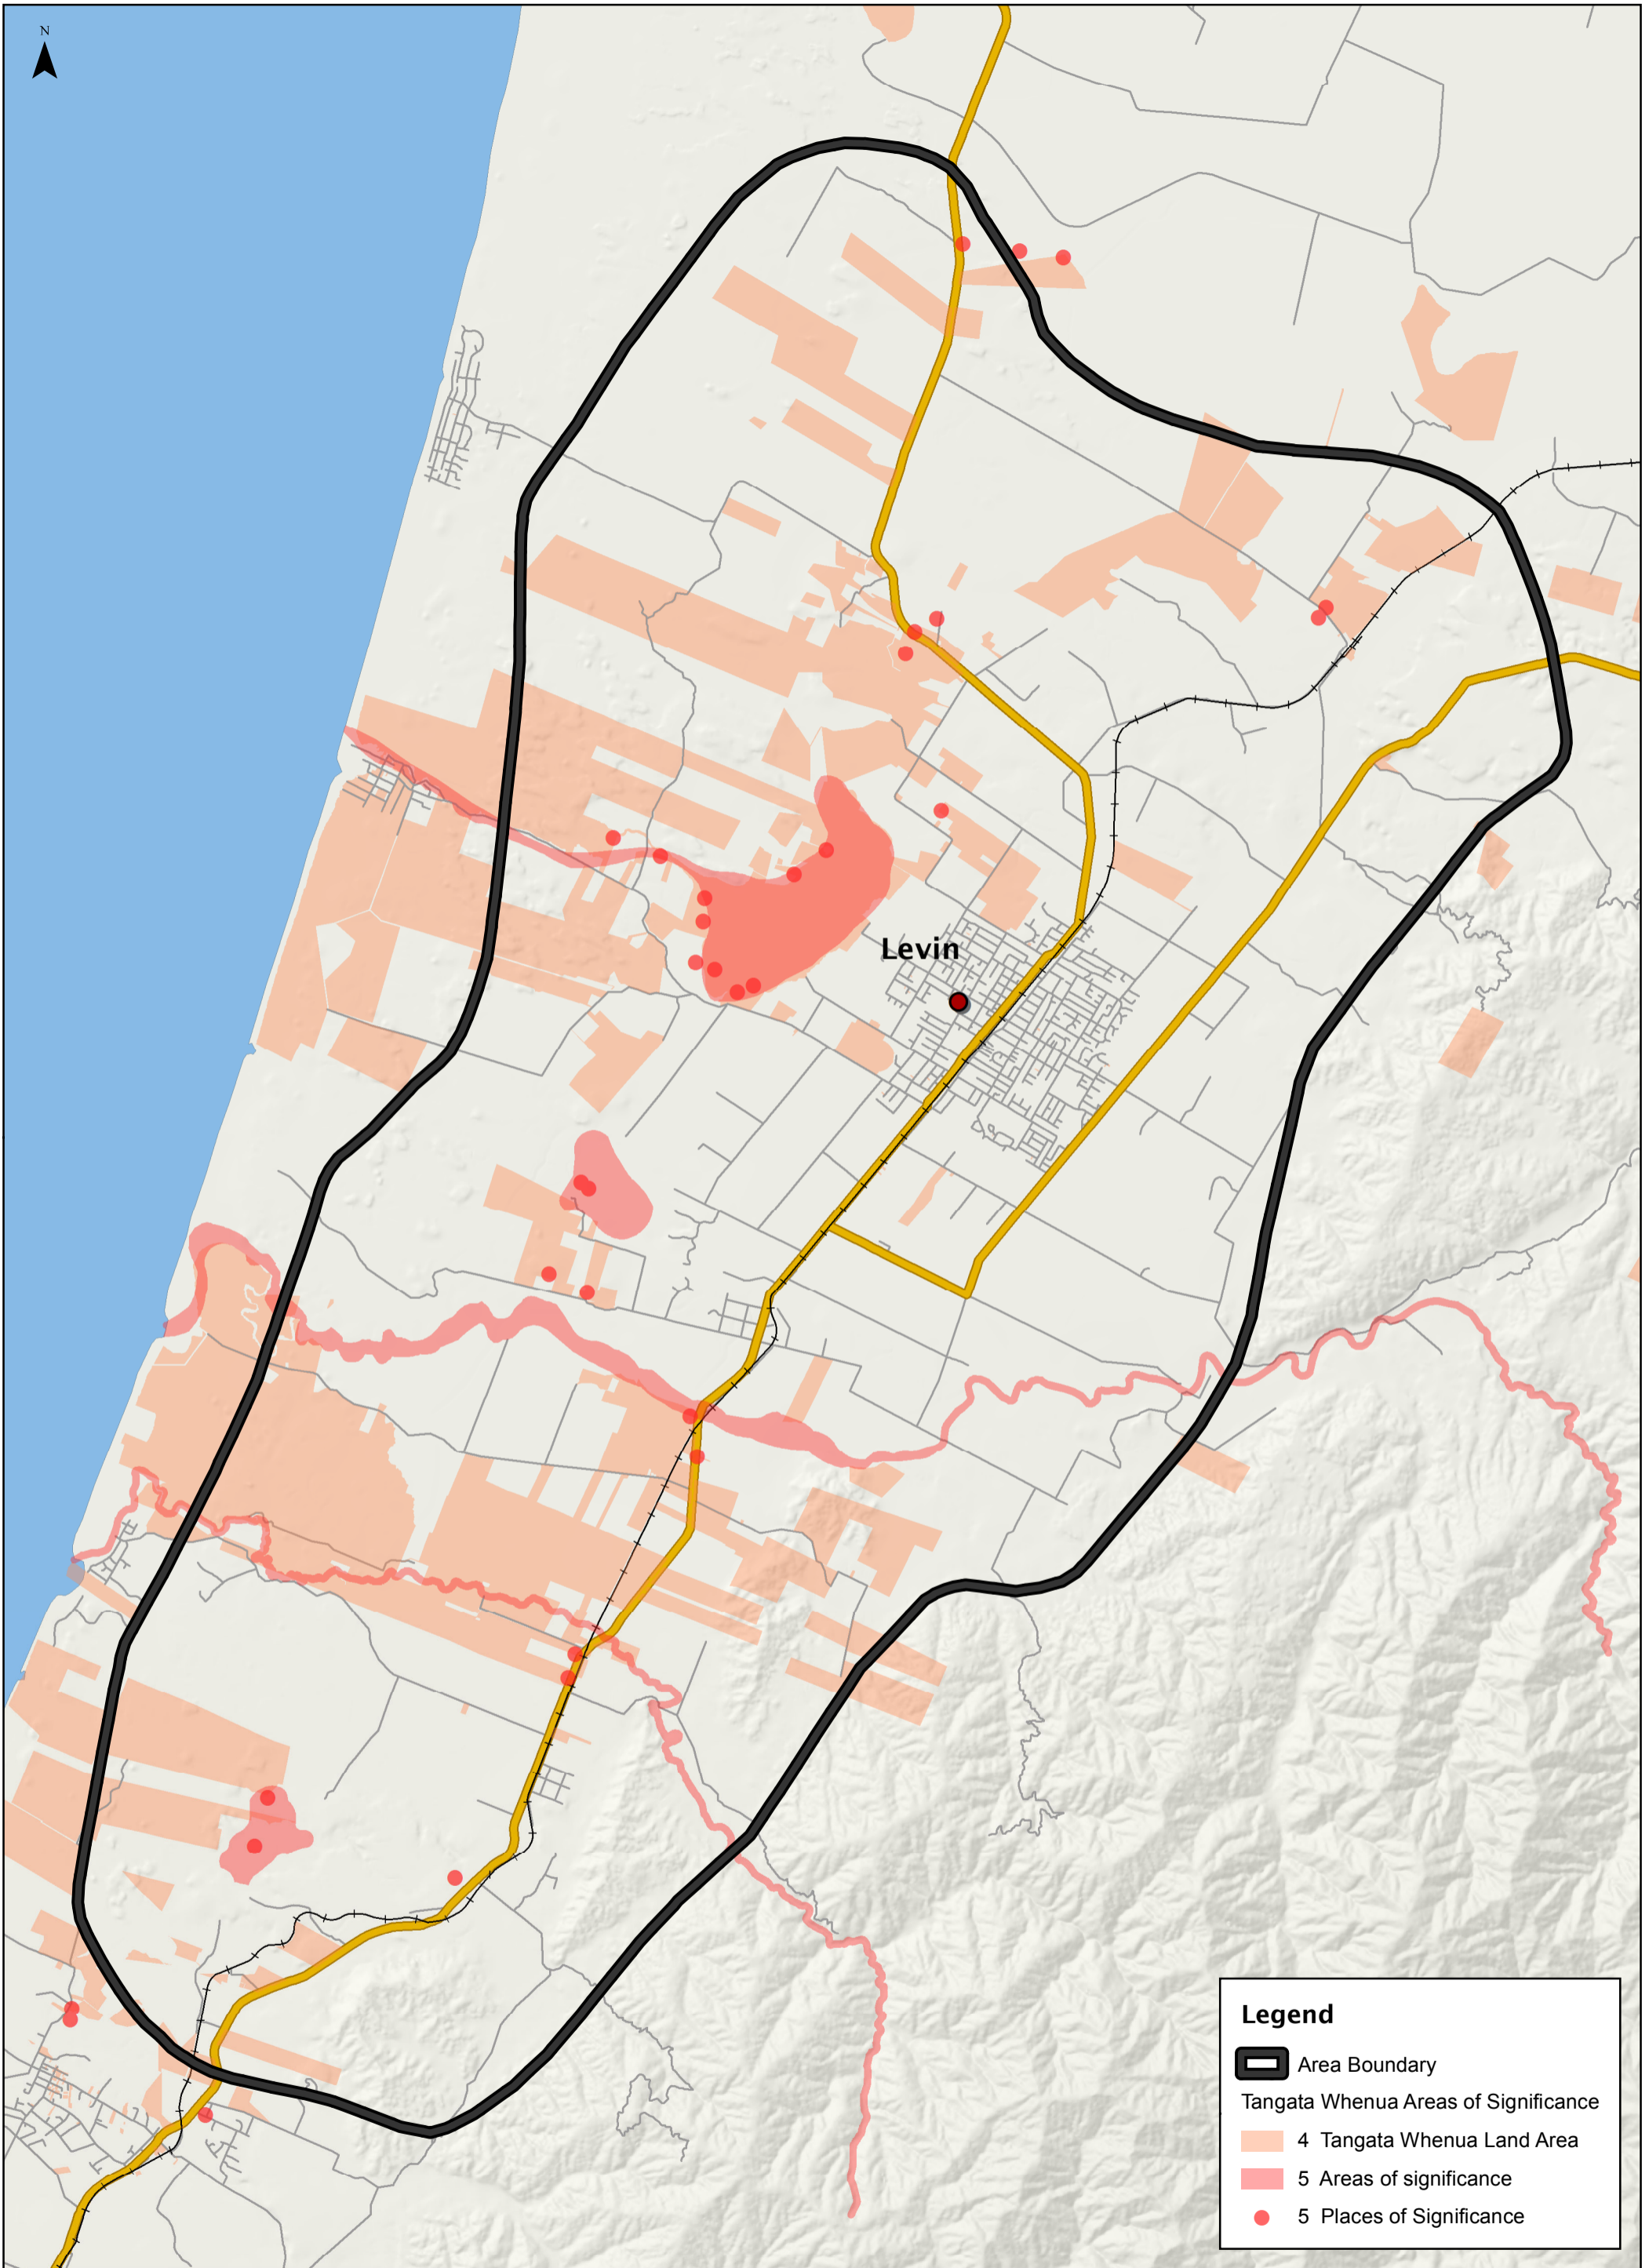 N
Levin
Legend
Area Boundary
Tangata Whenua Areas of Significance
4 Tangata Whenua Land Area
5 Areas of significance
5 Places of Significance